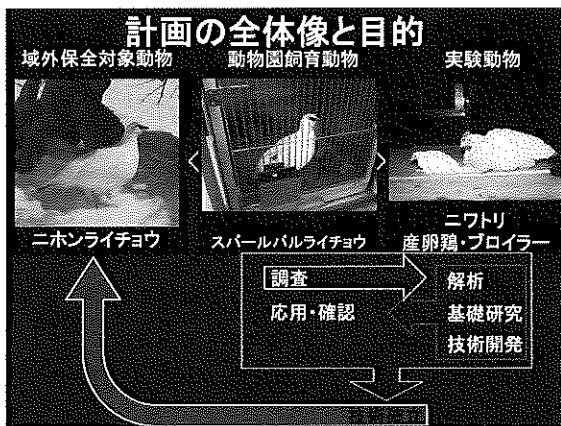 計画の全体像と目的
域外保全対象動物
動物園飼育動物
実験動物
ニホンライチョウ
スバールバルライチョウ
ニワトリ
産卵鶏・ブロイラー
調査
解析
応用・確認
基礎研究
技術開発